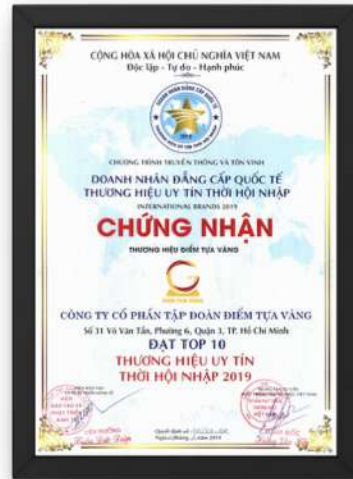 CỘNG HÒA XÃ HỘI CHỦ NGHĨA VIỆT NAM
Độc lập - Tự do - Hạnh phúc
2019
CHƯƠNG TRÌNH TRUYỀN THÔNG VÀ TÔN VINH
DOANH NHÂN ĐẲNG CẤP QUỐC TẾ
THƯƠNG HIỆU UY TÍN THỜI HỘI NHẬP
INTERNATIONAL BRANDS 2019
CHỨNG NHẬN
THƯƠNG HIỆU ĐIỂM TỰA VÀNG
CÔNG TY CỔ PHẦN TẬP ĐOÀN ĐIỂM TỰA VÀNG
Số 31 Võ Văn Tần, Phường 6, Quận 3, TP. Hồ Chí Minh
ĐẠT TOP 10
THƯƠNG HIỆU UY TÍN
THỜI HỘI NHẬP 2019